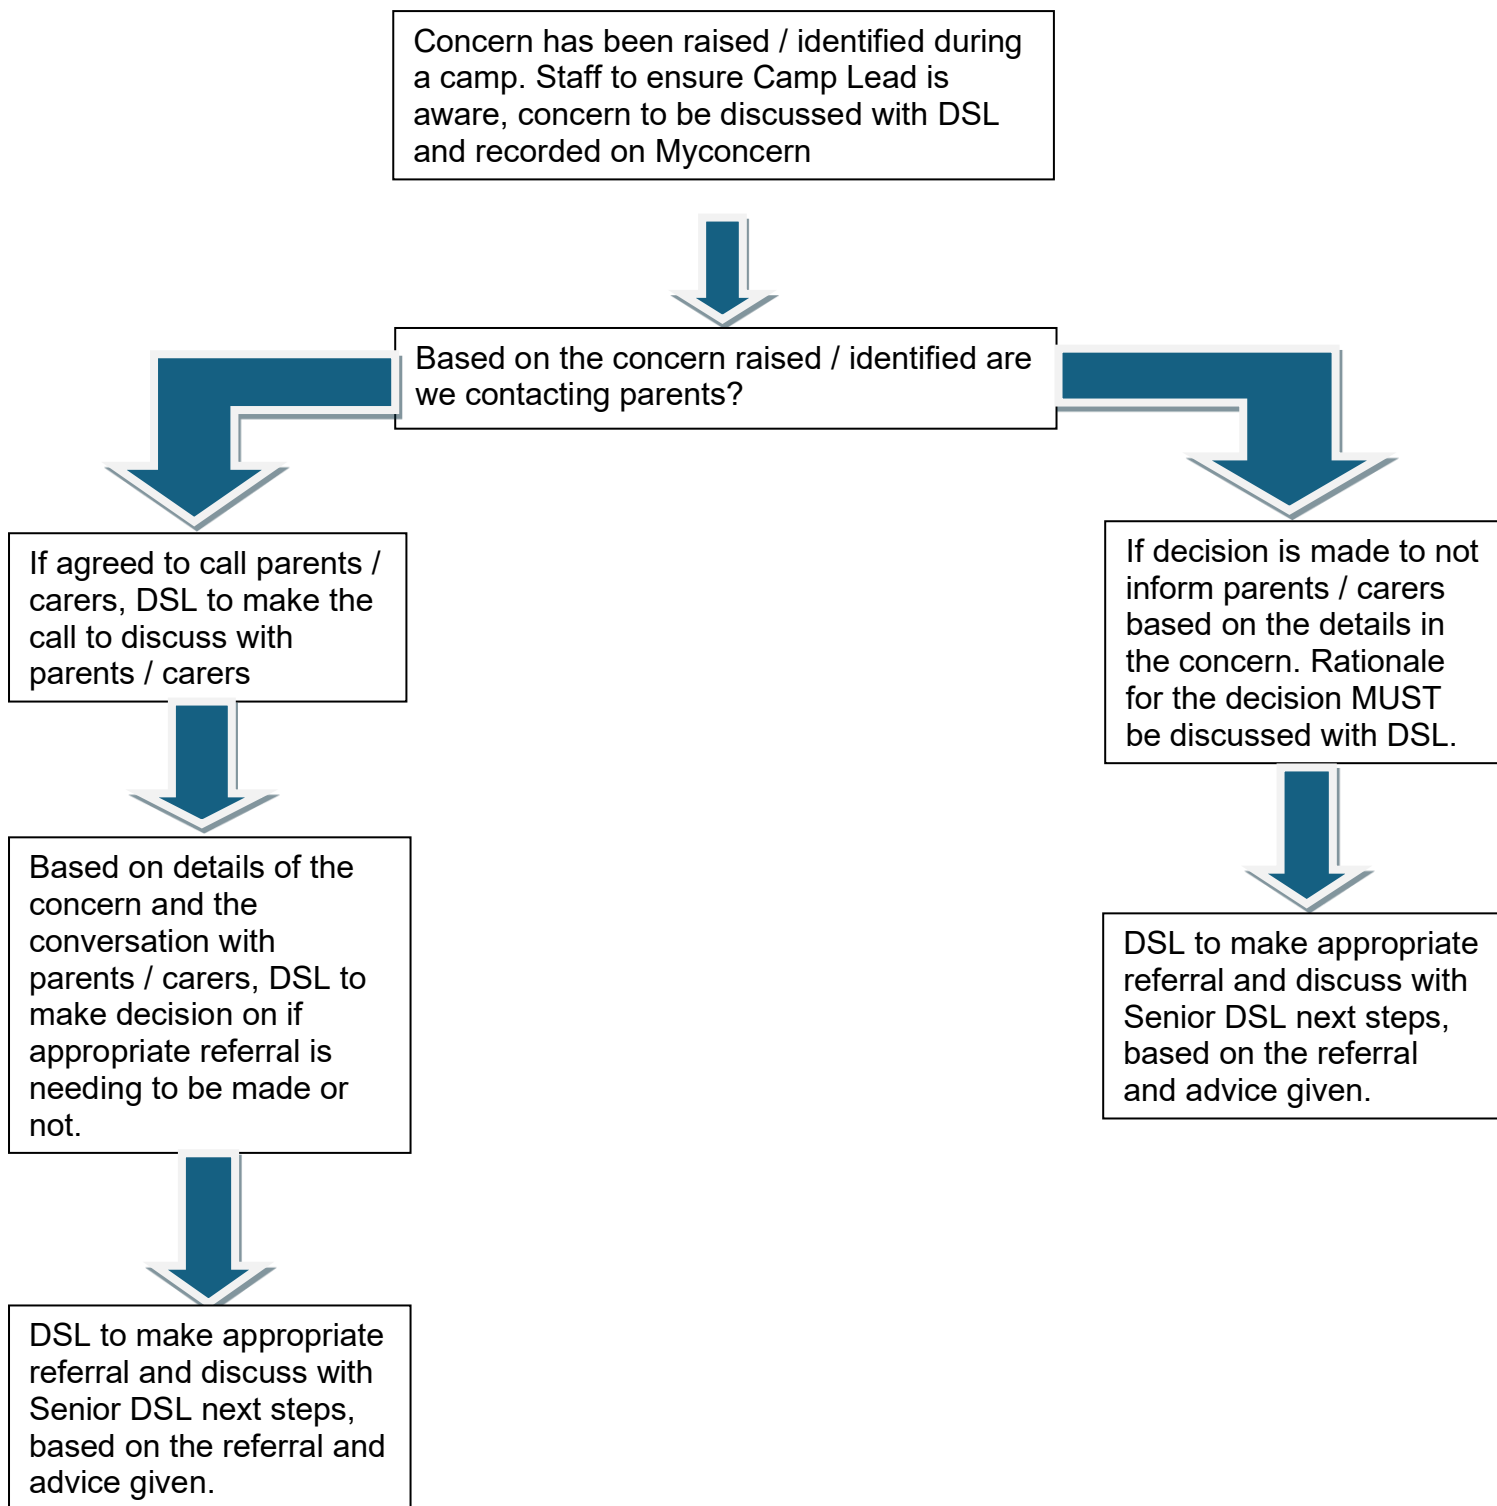 Concern has been raised / identified during
a camp. Staff to ensure Camp Lead is
aware, concern to be discussed with DSL
and recorded on Myconcern
Based on the concern raised / identified are
we contacting parents?
If agreed to call parents /
carers, DSL to make the
call to discuss with
parents / carers
Based on details of the
concern and the
conversation with
parents / carers, DSL to
make decision on if
appropriate referral is
needing to be made or
not.
DSL to make appropriate
referral and discuss with
Senior DSL next steps,
based on the referral and
advice given.
If decision is made to not
inform parents / carers
based on the details in
the concern. Rationale
for the decision MUST
be discussed with DSL.
DSL to make appropriate
referral and discuss with
Senior DSL next steps,
based on the referral
and advice given.